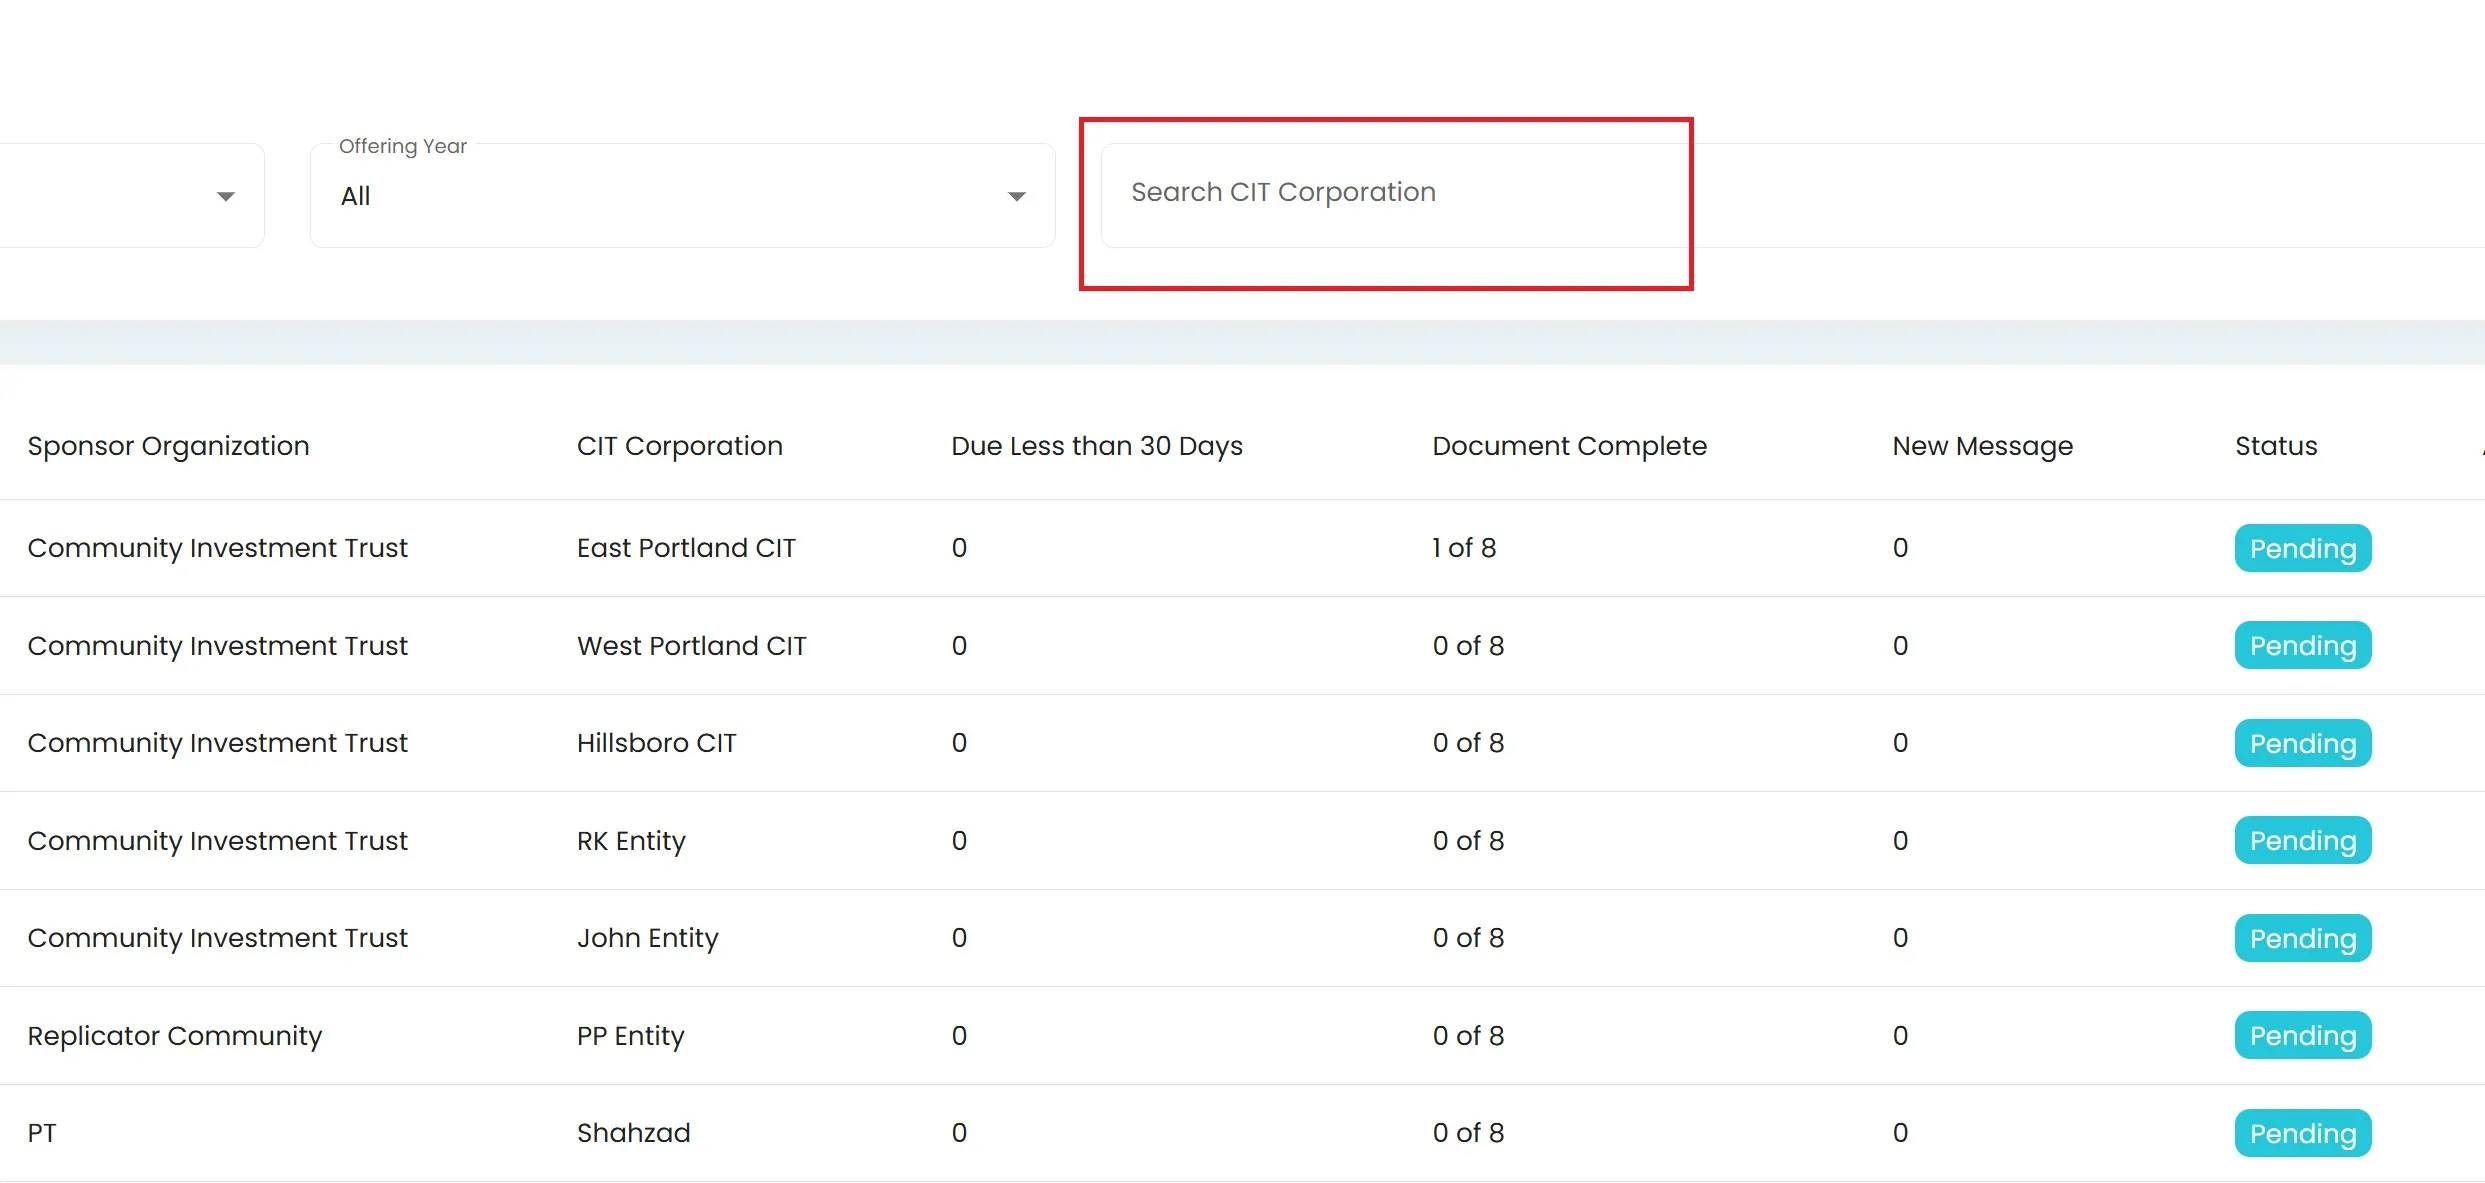 Offering Year
All
Search CIT Corporation
Sponsor Organization CIT Corporation Due Less than 30 Days Document Complete New Message Status
Community Investment Trust East Portland CIT 0 1 of 8 0 Pending
Community Investment Trust West Portland CIT 0 0 of 8 0 Pending
Community Investment Trust Hillsboro CIT 0 0 of 8 0 Pending
Community Investment Trust RK Entity 0 0 of 8 0 Pending
Community Investment Trust John Entity 0 0 of 8 0 Pending
Replicator Community PP Entity 0 0 of 8 0 Pending
PT Shahzad 0 0 of 8 0 Pending